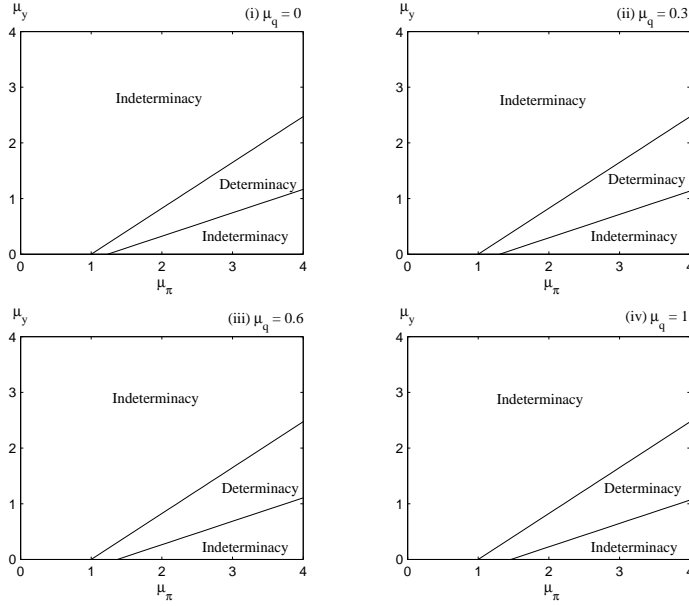 μy (i) μq = 0
4
3
2
1
0
Indeterminacy
Determinacy
Indeterminacy
0 1 2 3 4
μπ
μy (ii) μq = 0.3
4
3
2
1
0
Indeterminacy
Determinacy
Indeterminacy
0 1 2 3 4
μπ
μy (iii) μq = 0.6
4
3
2
1
0
Indeterminacy
Determinacy
Indeterminacy
0 1 2 3 4
μπ
μy (iv) μq = 1
4
3
2
1
0
Indeterminacy
Determinacy
Indeterminacy
0 1 2 3 4
μπ